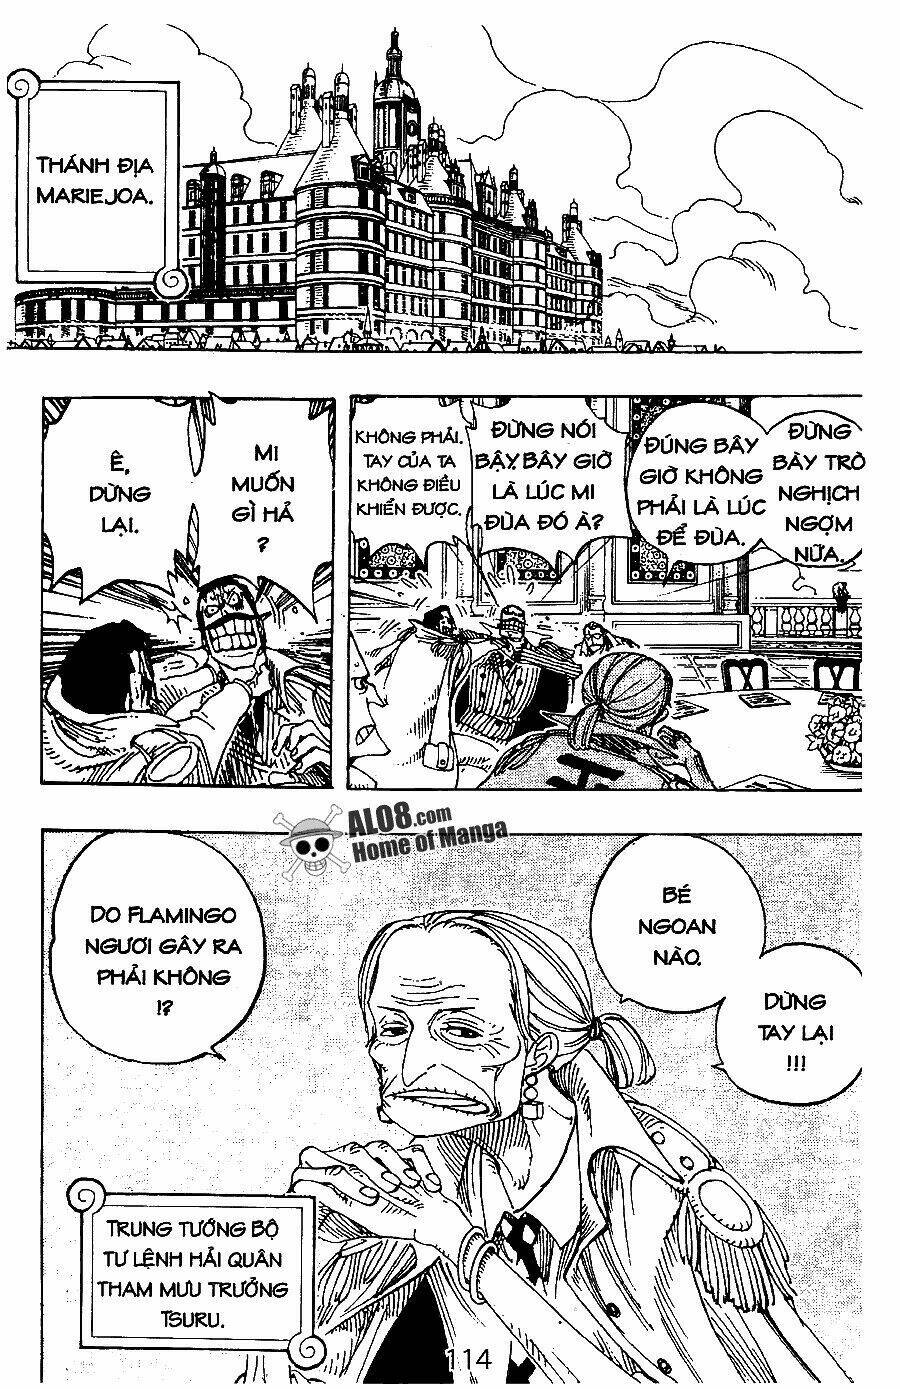 THÁNH ĐỊA
MARIEJOA.
ĐỪNG
BÀY TRÒ
NGHỊCH
NGỢM
NỮA.
ĐÚNG BÂY
GIỜ KHÔNG
PHẢI LÀ LÚC
ĐỂ ĐÙA.
ĐỪNG NÓI
BẬY. BÂY GIỜ
LÀ LÚC MI
ĐÙA ĐÓ À?
KHÔNG PHẢI.
TAY CỦA TA
KHÔNG ĐIỀU
KHIỂN ĐƯỢC.
MI
MUỐN
GÌ HẢ
?
Ê,
DỪNG
LẠI.
AL08.com
Home of Manga
BÉ
NGOAN
NÀO.
DỪNG
TAY LẠI
!!!
DO FLAMINGO
NGƯƠI GÂY RA
PHẢI KHÔNG
!?
TRUNG TƯỚNG BỘ
TƯ LỆNH HẢI QUÂN
THAM MƯU TRƯỞNG
TSURU.
114